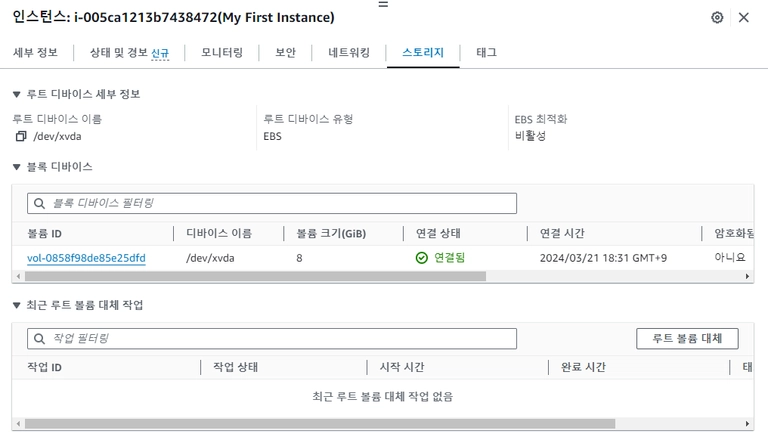 인스턴스: i-005ca1213b7438472(My First Instance)
세부 정보 상태 및 경보 신규 모니터링 보안 네트워킹 스토리지 태그
루트 디바이스 세부 정보
루트 디바이스 이름 루트 디바이스 유형 EBS 최적화
/dev/xvda EBS 비활성
블록 디바이스
블록 디바이스 필터링
볼륨 ID 디바이스 이름 볼륨 크기(GiB) 연결 상태 연결 시간 암호화됨
vol-0858f98de85e25dfd /dev/xvda 8 연결됨 2024/03/21 18:31 GMT+9 아니요
최근 루트 볼륨 대체 작업
작업 필터링 루트 볼륨 대체
작업 ID 작업 상태 시작 시간 완료 시간 태
최근 루트 볼륨 대체 작업 없음